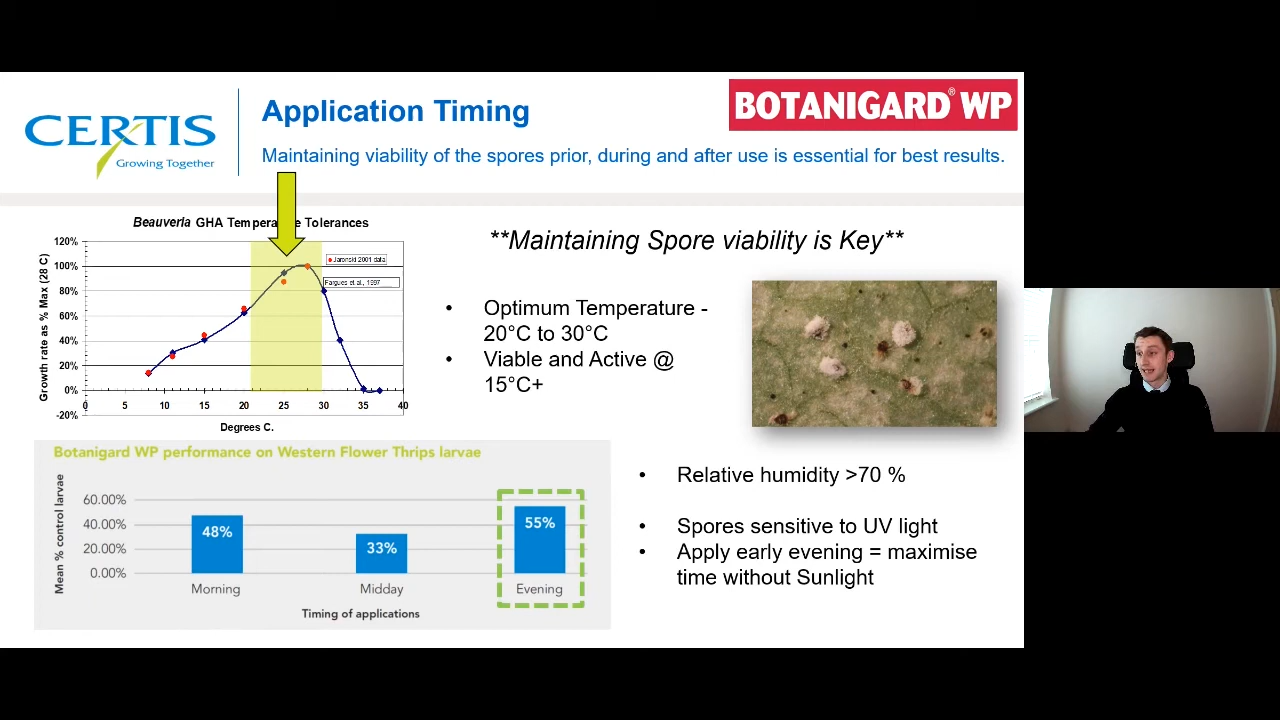 CERTIS
Growing Together
Application Timing
BOTANIGARD® WP
Maintaining viability of the spores prior, during and after use is essential for best results.
Beauveria GHA Tempera e Tolerances
Growth rate as % Max (28 C)
120%
100%
80%
60%
40%
20%
0%
-20%
0 5 10 15 20 25 30 35 40
Degrees C.
Jaronski 2001 data
Fargues et al., 1997
**Maintaining Spore viability is Key**
• Optimum Temperature -
20°C to 30°C
• Viable and Active @
15°C+
Botanigard WP performance on Western Flower Thrips larvae
Mean % control larvae
60.00%
40.00%
20.00%
0.00%
48%
33%
55%
Morning Midday Evening
Timing of applications
• Relative humidity >70 %
• Spores sensitive to UV light
• Apply early evening = maximise
time without Sunlight